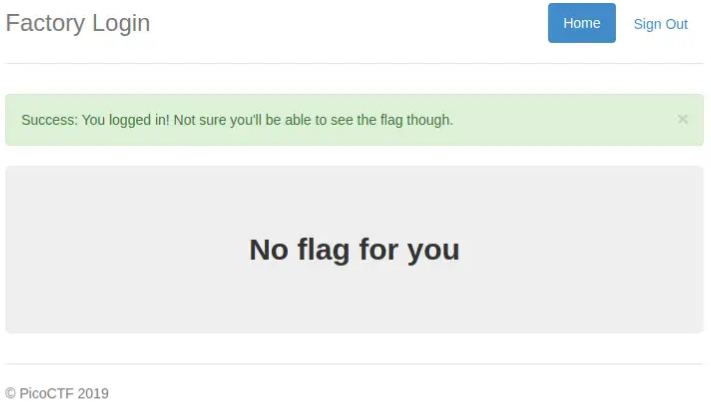 Factory Login
Home
Sign Out
Success: You logged in! Not sure you'll be able to see the flag though.
×
No flag for you
© PicoCTF 2019